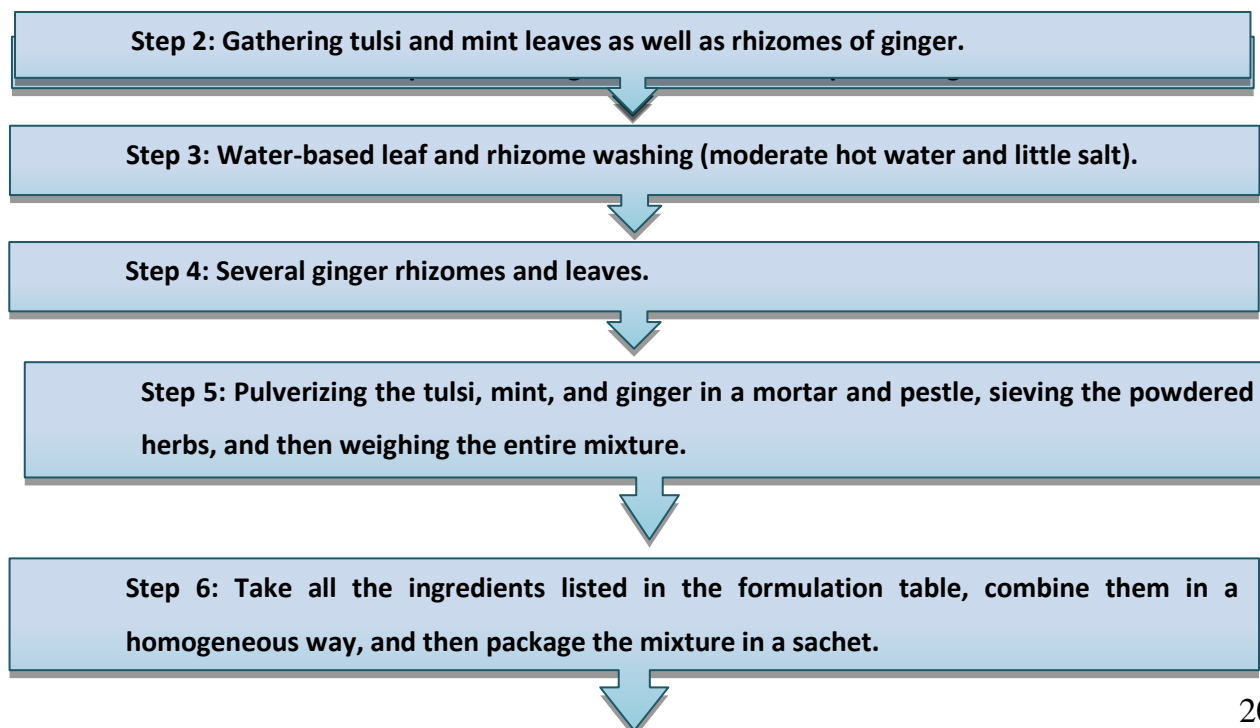 Step 2: Gathering tulsi and mint leaves as well as rhizomes of ginger.
Step 3: Water-based leaf and rhizome washing (moderate hot water and little salt).
Step 4: Several ginger rhizomes and leaves.
Step 5: Pulverizing the tulsi, mint, and ginger in a mortar and pestle, sieving the powdered
herbs, and then weighing the entire mixture.
Step 6: Take all the ingredients listed in the formulation table, combine them in a
homogeneous way, and then package the mixture in a sachet.